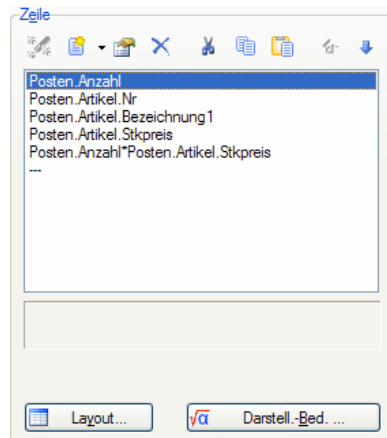 Zeile
Posten.Anzahl
Posten.Artikel.Nr
Posten.Artikel.Bezeichnung1
Posten.Artikel.Stkpreis
Posten.Anzahl*Posten.Artikel.Stkpreis
---
Layout...
√α Darstell.-Bed. ...